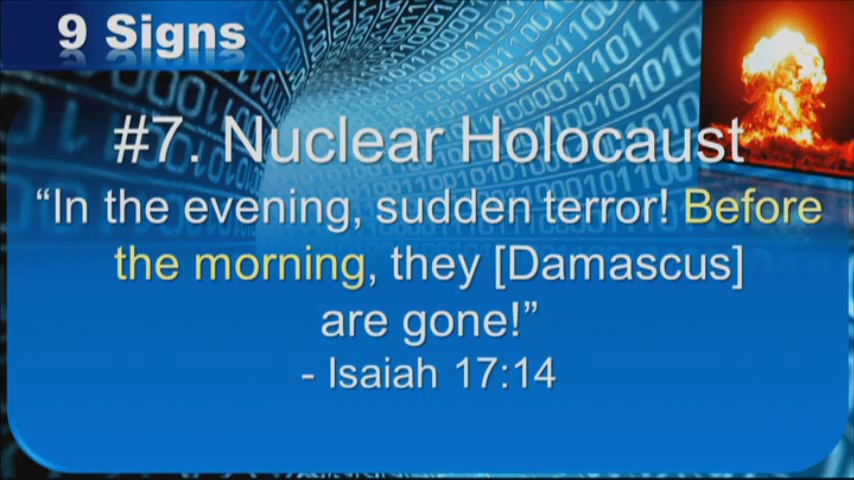 9 Signs
#7. Nuclear Holocaust
“In the evening, sudden terror! Before
the morning, they [Damascus]
are gone!”
- Isaiah 17:14